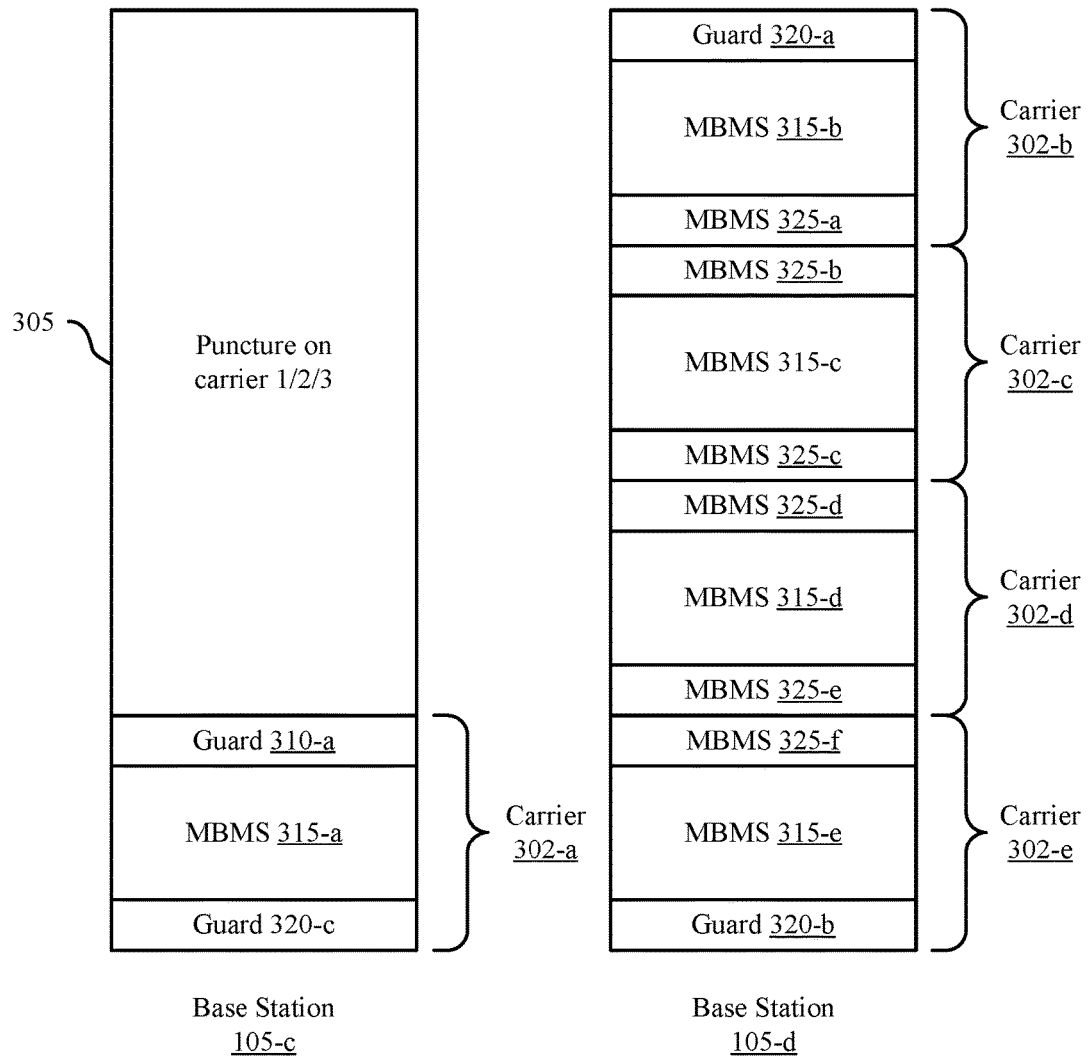 305
Puncture on
carrier 1/2/3
Guard 310-a
MBMS 315-a
Guard 320-c
Carrier
302-a
Base Station
105-c
Guard 320-a
MBMS 315-b
MBMS 325-a
Carrier
302-b
MBMS 325-b
MBMS 315-c
MBMS 325-c
Carrier
302-c
MBMS 325-d
MBMS 315-d
MBMS 325-e
Carrier
302-d
MBMS 325-f
MBMS 315-e
Guard 320-b
Carrier
302-e
Base Station
105-d